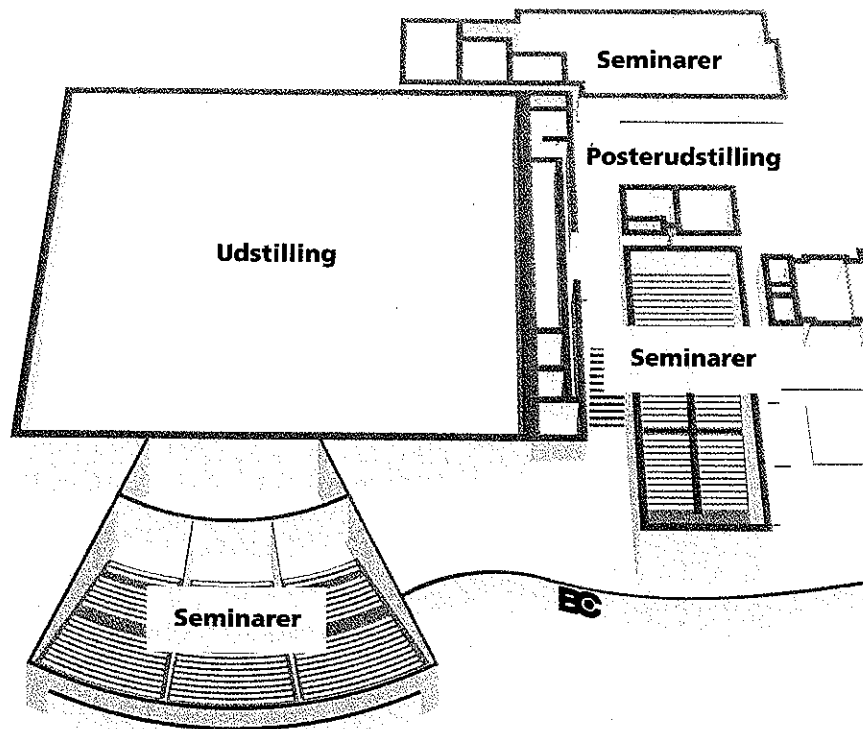 Seminarer
Posterudstilling
Udstilling
Seminarer
Seminarer
BC